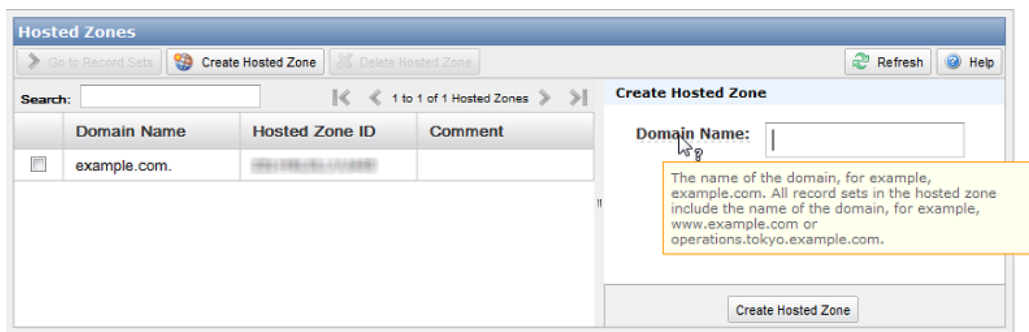 Hosted Zones
Go to Record Sets Create Hosted Zone Delete Hosted Zone Refresh Help
Search: 1 to 1 of 1 Hosted Zones
Domain Name Hosted Zone ID Comment
example.com.
Create Hosted Zone
Domain Name:
The name of the domain, for example,
example.com. All record sets in the hosted zone
include the name of the domain, for example,
www.example.com or
operations.tokyo.example.com.
Create Hosted Zone